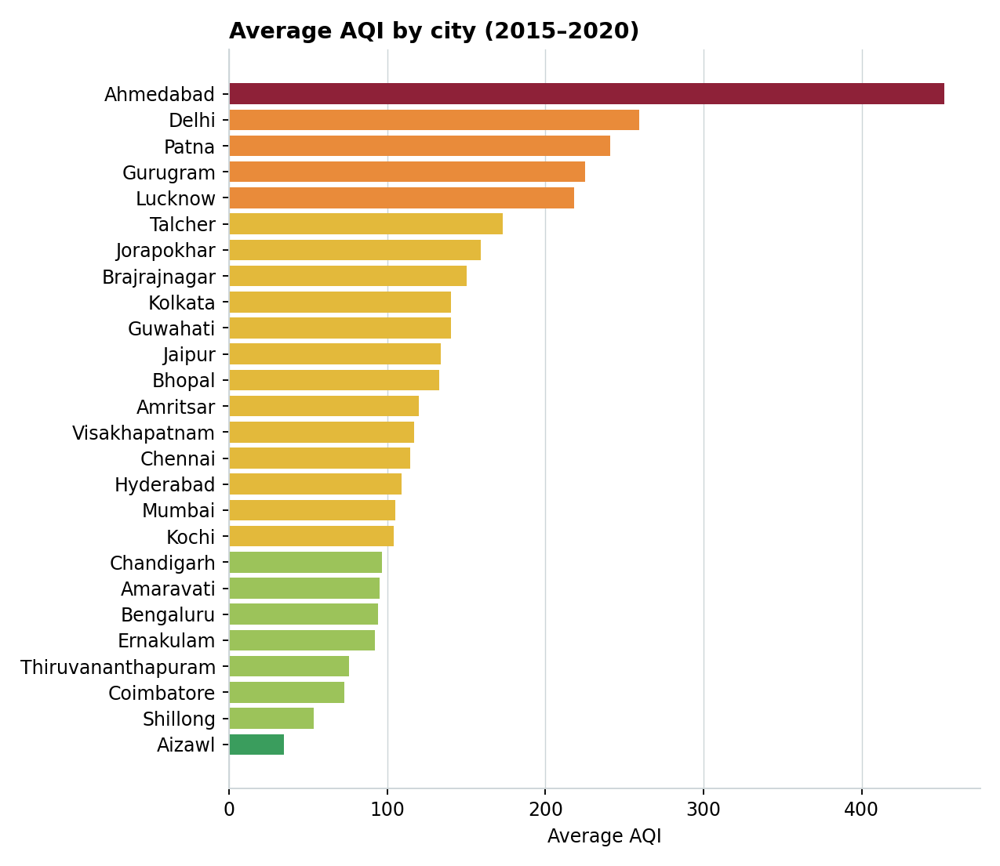 Average AQI by city (2015–2020)
Ahmedabad
Delhi
Patna
Gurugram
Lucknow
Talcher
Jorapokhar
Brajrajnagar
Kolkata
Guwahati
Jaipur
Bhopal
Amritsar
Visakhapatnam
Chennai
Hyderabad
Mumbai
Kochi
Chandigarh
Amaravati
Bengaluru
Ernakulam
Thiruvananthapuram
Coimbatore
Shillong
Aizawl
0 100 200 300 400
Average AQI